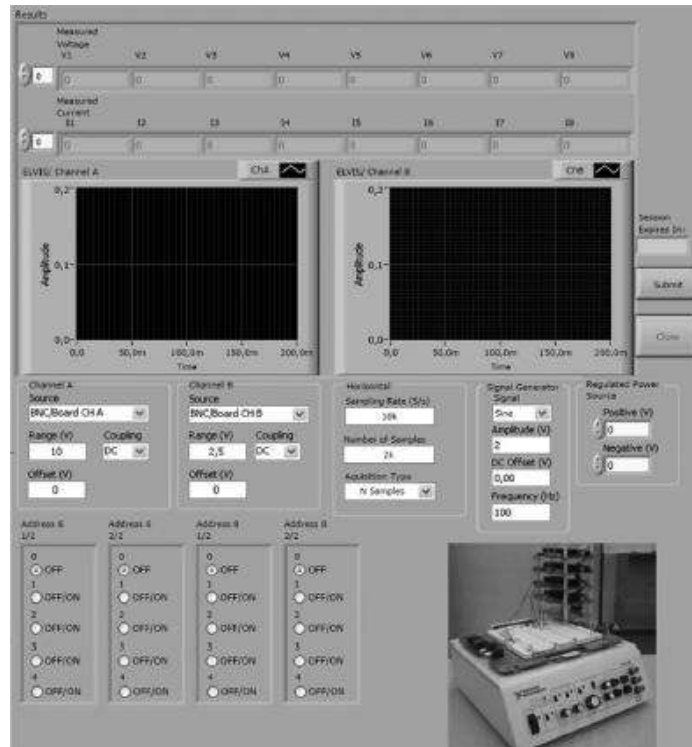 Results
Measured
Voltage
V1 V2 V3 V4 V5 V6 V7 V8
0 0 0 0 0 0 0 0 0
Measured
Current
I1 I2 I3 I4 I5 I6 I7 I8
0 0 0 0 0 0 0 0 0
ELVIS/ Channel A ChA
ELVIS/ Channel B ChB
0,2
0,1
0,0
Amplitude
0,0 50,0m 100,0m 150,0m 200,0m
Time
0,2
0,1
0,0
Amplitude
0,0 50,0m 100,0m 150,0m 200,0m
Time
Session
Expires In:
Submit
Close
Channel A
Source
BNC/Board CH A
Range (V) Coupling
10 DC
Offset (V)
0
Channel B
Source
BNC/Board CH B
Range (V) Coupling
2,5 DC
Offset (V)
0
Horizontal
Sampling Rate (S/s)
10k
Number of Samples
2k
Aquisition Type
N Samples
Signal Generator
Signal
Sine
Amplitude (V)
2
DC Offset (V)
0,00
Frequency (Hz)
100
Regulated Power
Source
Positive (V)
0
Negative (V)
0
1/2
0
OFF
1
OFF/ON
2
OFF/ON
3
OFF/ON
4
OFF/ON
2/2
0
OFF
1
OFF/ON
2
OFF/ON
3
OFF/ON
4
OFF/ON
Address 8
1/2
0
OFF
1
OFF/ON
2
OFF/ON
3
OFF/ON
4
OFF/ON
Address 8
2/2
0
OFF
1
OFF/ON
2
OFF/ON
3
OFF/ON
4
OFF/ON